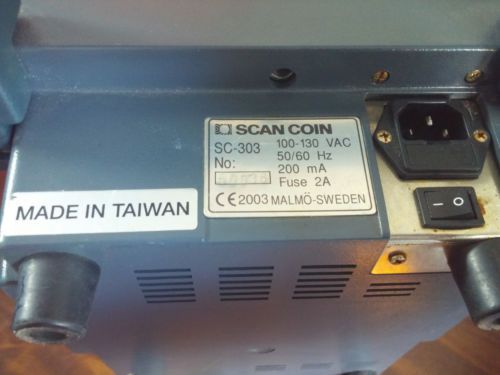 SCAN COIN
SC-303 100-130 VAC
No: 50/60 Hz
200 mA
Fuse 2A
CE 2003 MALMÖ-SWEDEN
MADE IN TAIWAN